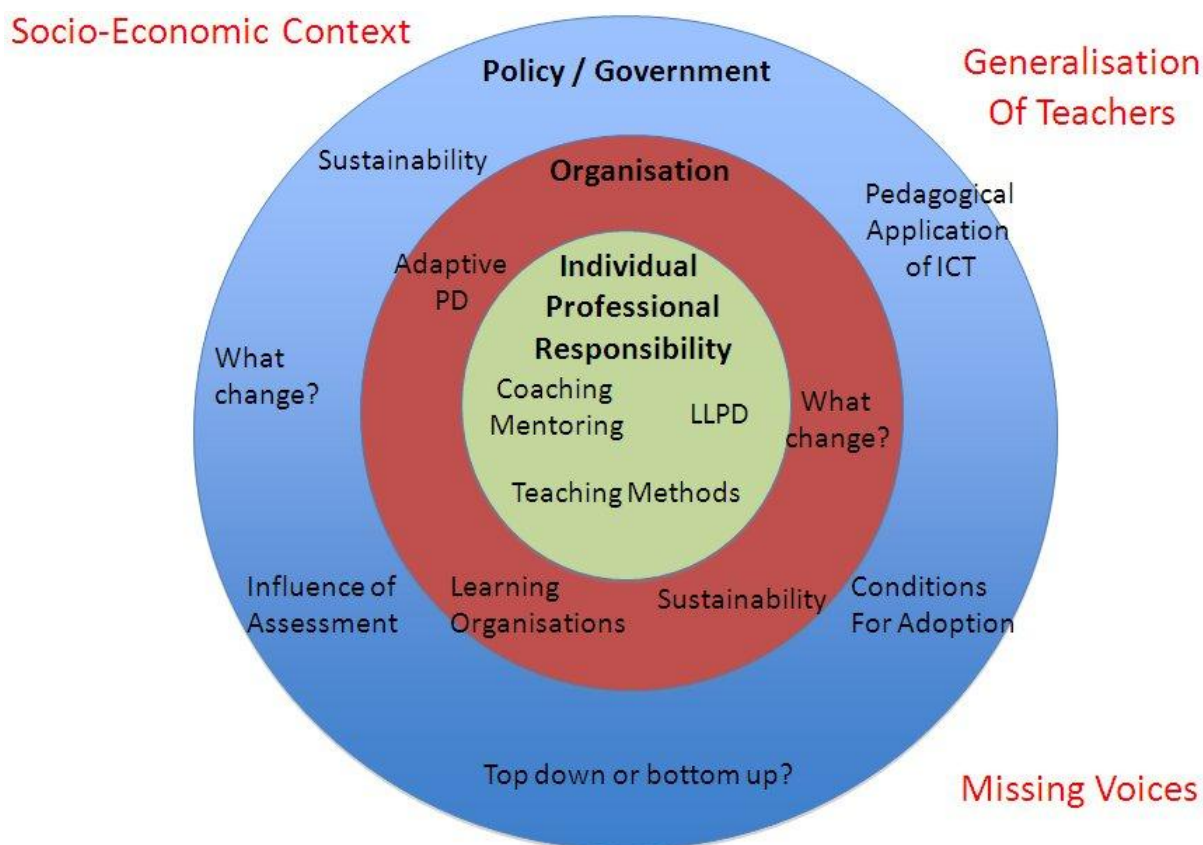 Socio-Economic Context
Policy / Government
Generalisation
Of Teachers
Sustainability
Organisation
Pedagogical
Application
of ICT
Adaptive
PD
Individual
Professional
Responsibility
What
change?
Coaching
Mentoring
LLPD
What
change?
Teaching Methods
Influence of
Assessment
Learning
Organisations
Sustainability
Conditions
For Adoption
Top down or bottom up?
Missing Voices